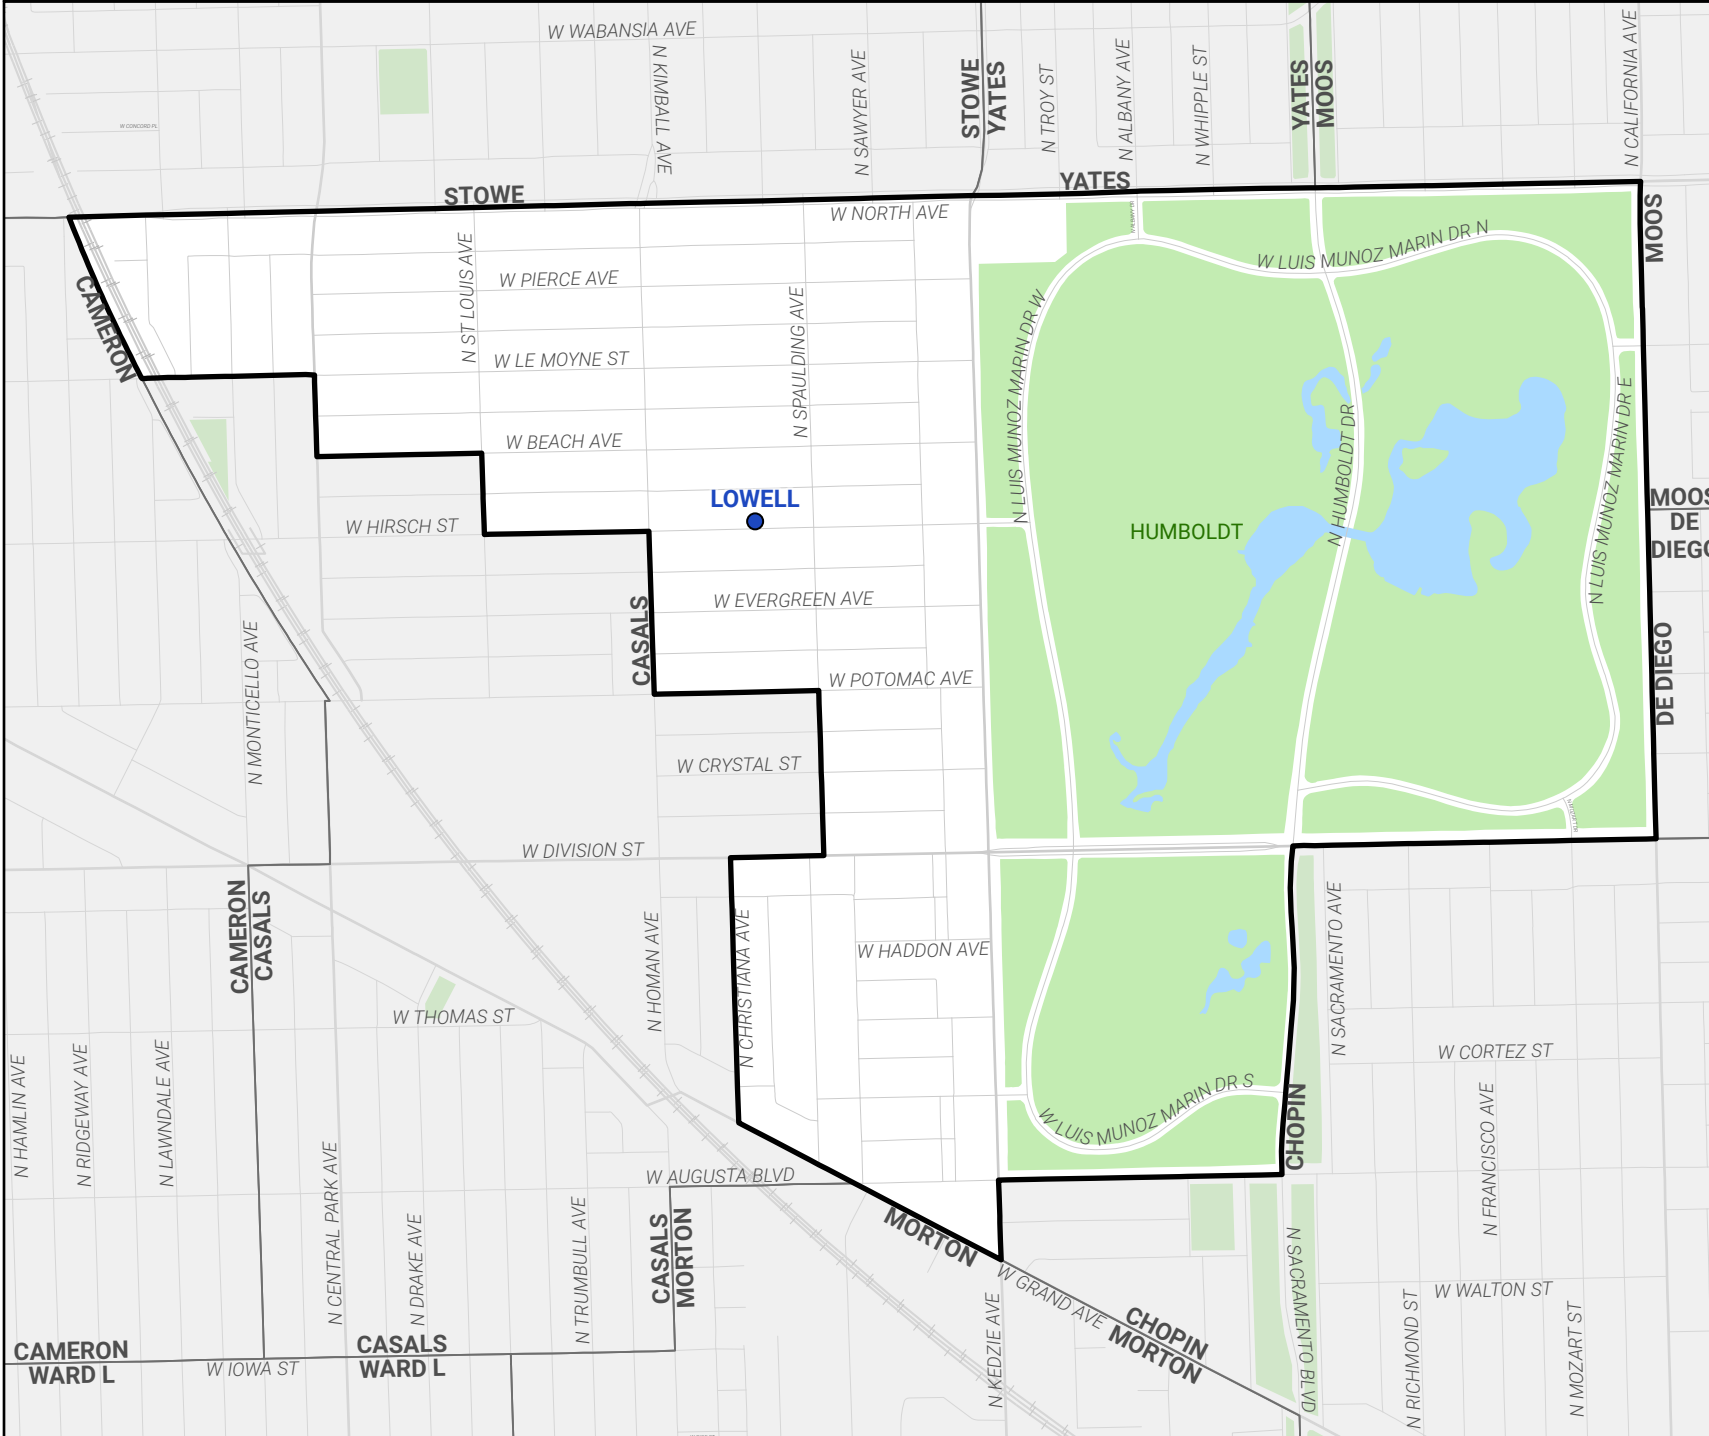 W WABANSIA AVE
N KIMBALL AVE
N SAWYER AVE
STOWE
YATES
N TROY ST
N ALBANY AVE
N WHIPPLE ST
YATES
MOOS
N CALIFORNIA AVE
W CONCORD PL
STOWE
YATES
W NORTH AVE
MOOS
CAMERON
N ST LOUIS AVE
W PIERCE AVE
N SPAULDING AVE
W LE MOYNE ST
W BEACH AVE
N LUIS MUNOZ MARIN DR W
W LUIS MUNOZ MARIN DR N
N HUMBOLDT DR
N LUIS MUNOZ MARIN DR E
LOWELL
HUMBOLDT
MOOS
DE
DIEGO
W HIRSCH ST
W EVERGREEN AVE
CASALS
N MONTICELLO AVE
W POTOMAC AVE
DE DIEGO
W CRYSTAL ST
W DIVISION ST
CAMERON
CASALS
N HOMAN AVE
N CHRISTIANA AVE
W HADDON AVE
N SACRAMENTO AVE
W THOMAS ST
N HAMLIN AVE
N RIDGEWAY AVE
N LAWNDALE AVE
W CORTEZ ST
W LUIS MUNOZ MARIN DR S
CHOPIN
N FRANCISCO AVE
N CENTRAL PARK AVE
N DRAKE AVE
N TRUMBULL AVE
W AUGUSTA BLVD
CASALS
MORTON
MORTON
W GRAND AVE
N KEDZIE AVE
CHOPIN
MORTON
N SACRAMENTO BLVD
W WALTON ST
N RICHMOND ST
N MOZART ST
CAMERON
WARD L
W IOWA ST
CASALS
WARD L